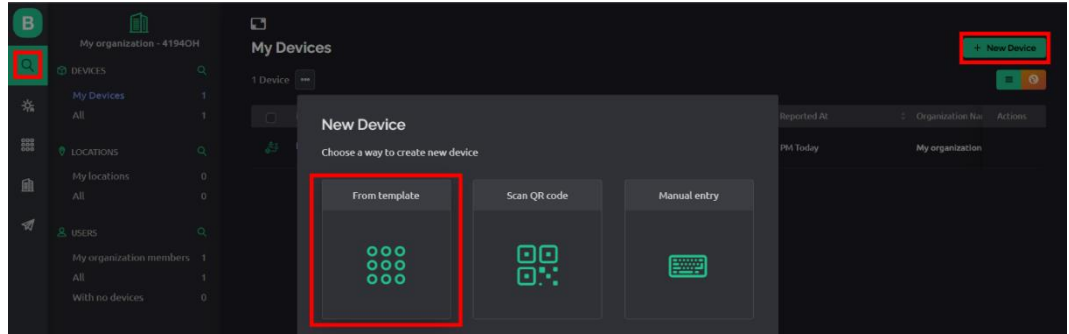 B
My organization - 4194OH
My Devices
+ New Device
DEVICES
1 Device
My Devices 1
All 1
New Device
Reported At
Actions
Choose a way to create new device
LOCATIONS
PM Today
My organization
My locations 0
All 0
From template
Scan QR code
Manual entry
USERS
My organization members 1
All 1
With no devices 0